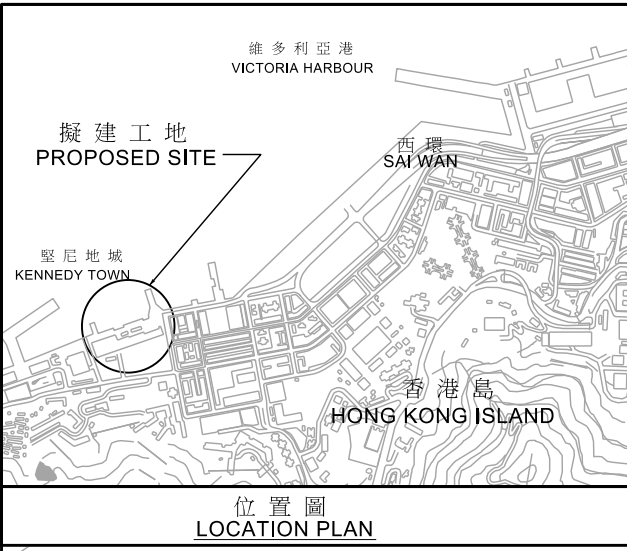 維多利亞港
VICTORIA HARBOUR
擬建工地
PROPOSED SITE
西環
SAI WAN
堅尼地城
KENNEDY TOWN
香港島
HONG KONG ISLAND
位置圖
LOCATION PLAN